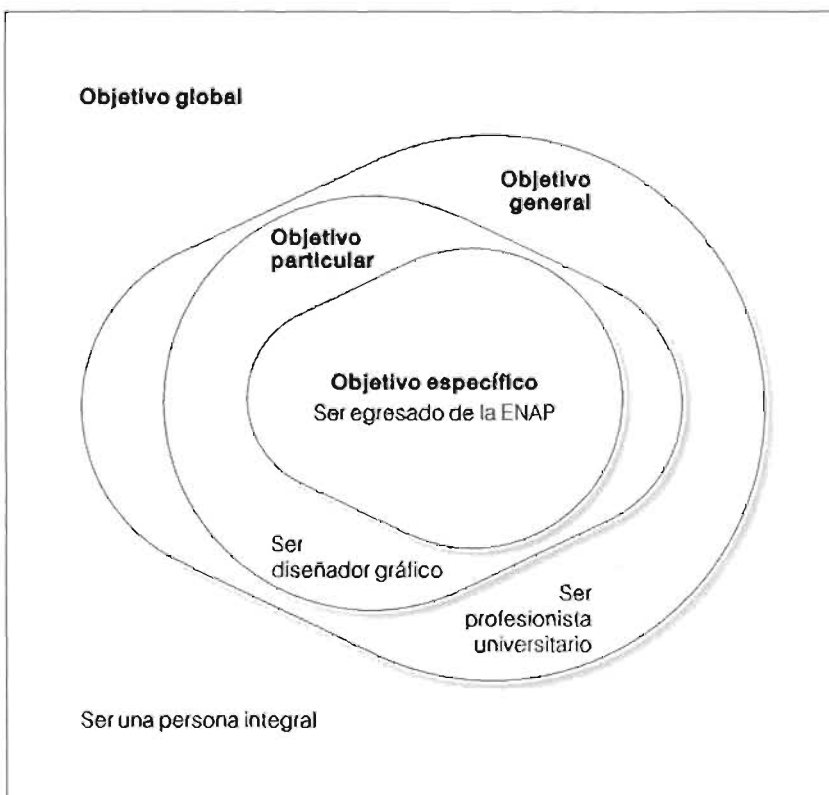 Objetivo global
Objetivo
general
Objetivo
particular
Objetivo específico
Ser egresado de la ENAP
Ser
diseñador gráfico
Ser
profesionista
universitario
Ser una persona integral